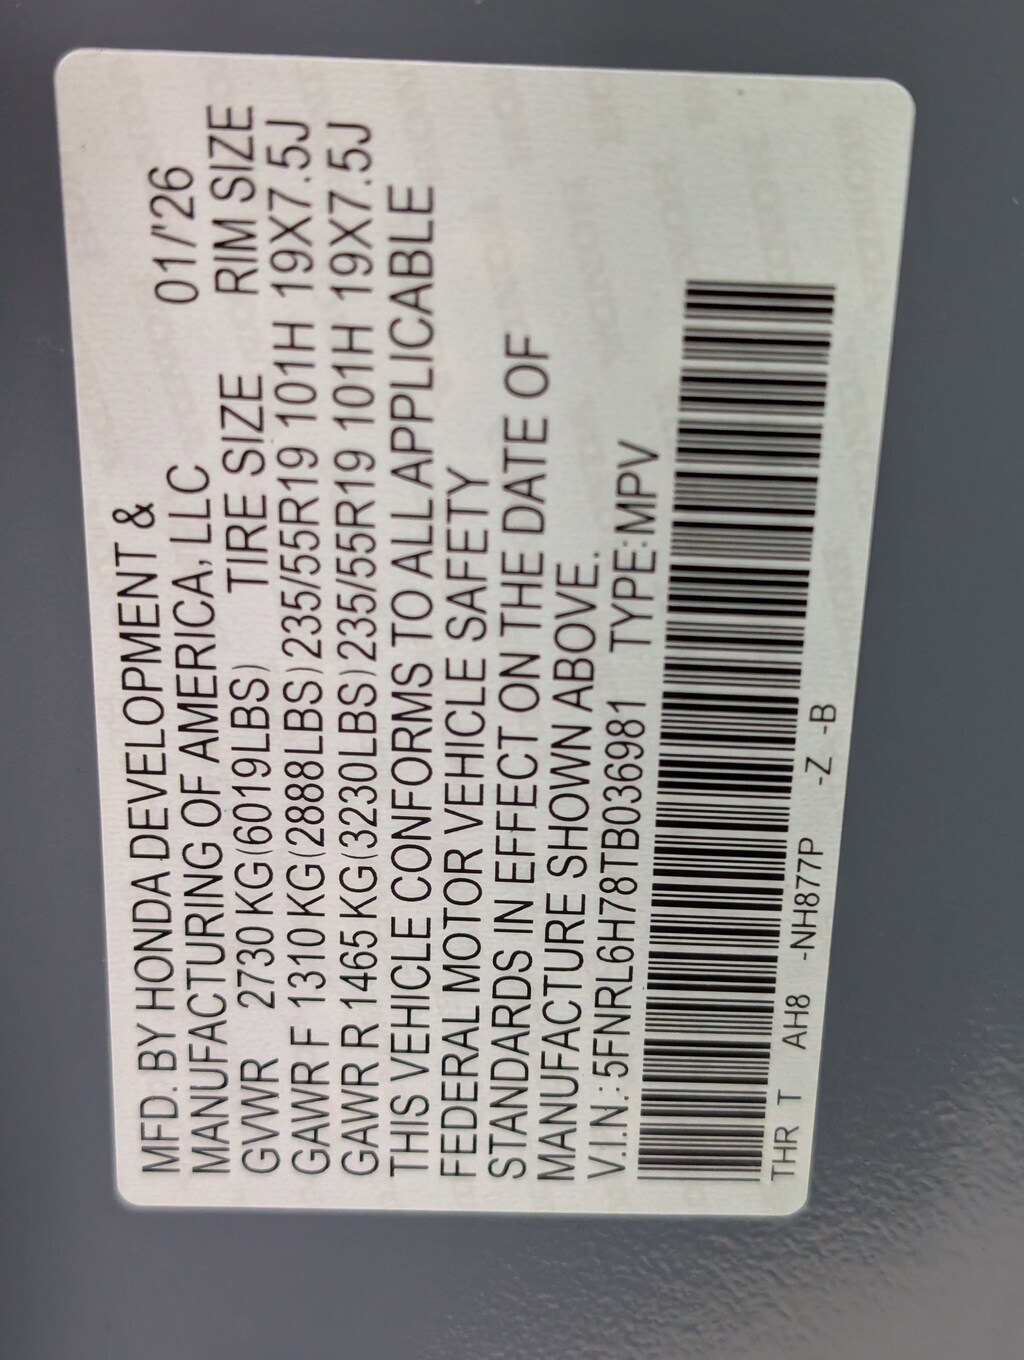 MFD. BY HONDA DEVELOPMENT &
MANUFACTURING OF AMERICA, LLC 01/'26
GVWR 2730 KG(6019LBS) TIRE SIZE RIM SIZE
GAWR F 1310 KG(2888LBS) 235/55R19 101H 19X7.5J
GAWR R 1465 KG(3230LBS) 235/55R19 101H 19X7.5J
THIS VEHICLE CONFORMS TO ALL APPLICABLE
FEDERAL MOTOR VEHICLE SAFETY
STANDARDS IN EFFECT ON THE DATE OF
MANUFACTURE SHOWN ABOVE.
V.I.N.: 5FNRL6H78TB036981 TYPE:MPV
THR T AH8 -NH877P -Z -B